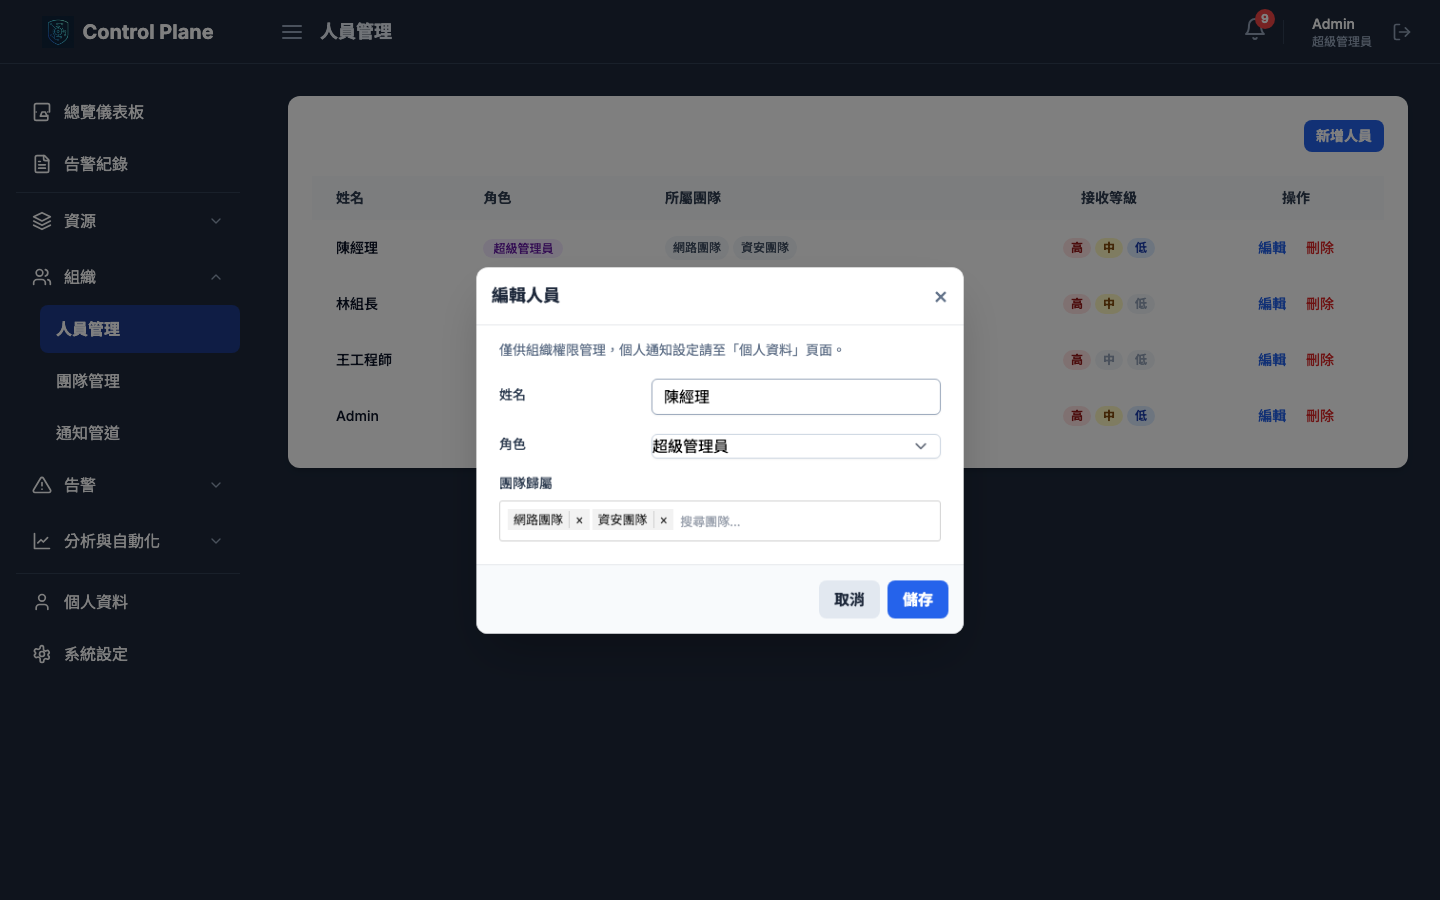 Control Plane
人員管理
9
Admin
超級管理員
總覽儀表板
告警紀錄
資源
組織
人員管理
團隊管理
通知管道
告警
分析與自動化
個人資料
系統設定
新增人員
姓名 角色 所屬團隊 接收等級 操作
陳經理 超級管理員 網路團隊 資安團隊 高 中 低 編輯 刪除
林組長 高 中 低 編輯 刪除
王工程師 高 中 低 編輯 刪除
Admin 高 中 低 編輯 刪除
編輯人員 ×
僅供組織權限管理，個人通知設定請至「個人資料」頁面。
姓名 陳經理
角色 超級管理員
團隊歸屬
網路團隊 × 資安團隊 × 搜尋團隊...
取消 儲存